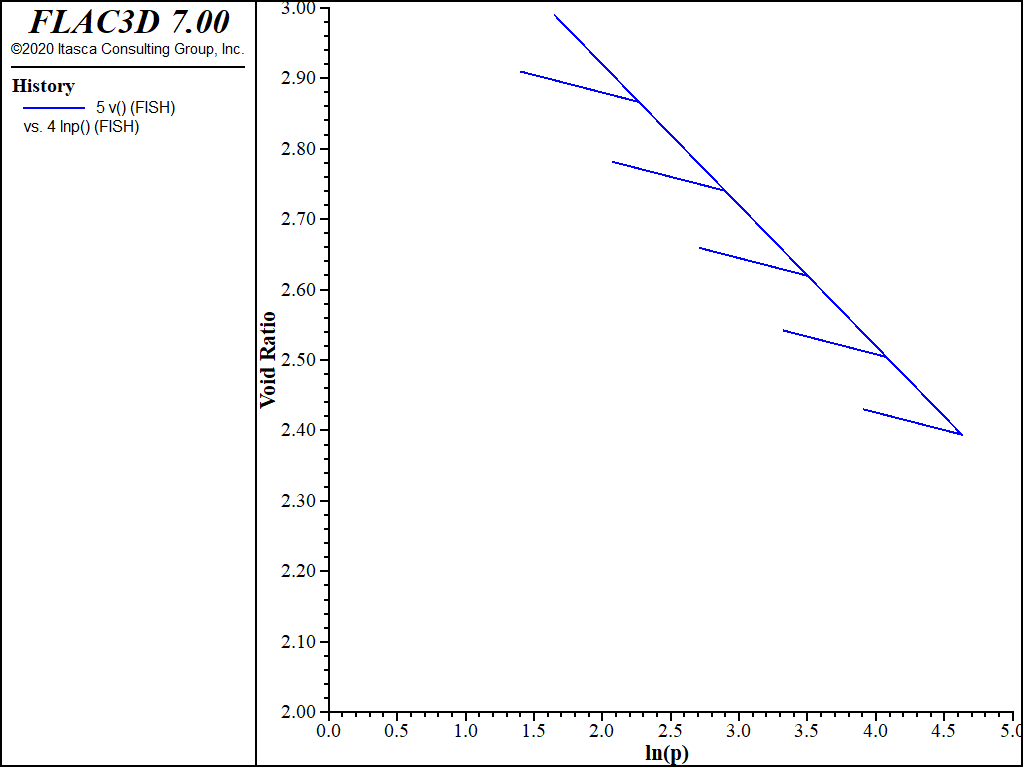 FLAC3D 7.00
©2020 Itasca Consulting Group, Inc.
History
5 v() (FISH)
vs. 4 lnp() (FISH)
3.00
2.90
2.80
2.70
2.60
2.50
2.40
2.30
2.20
2.10
2.00
Void Ratio
0.0 0.5 1.0 1.5 2.0 2.5 3.0 3.5 4.0 4.5 5.0
ln(p)